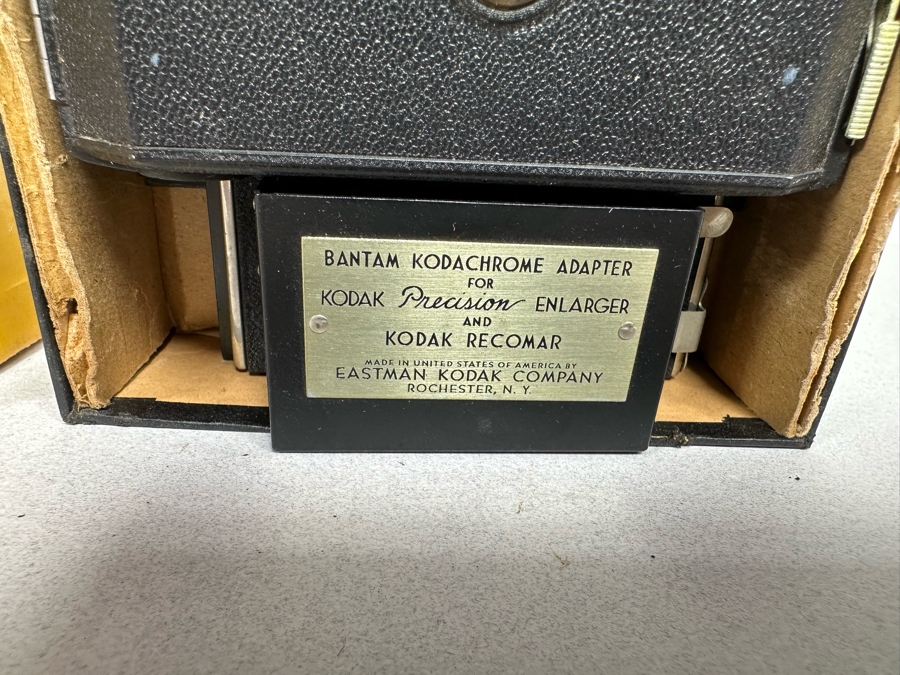 BANTAM KODACHROME ADAPTER
FOR
KODAK Precision ENLARGER
AND
KODAK RECOMAR
MADE IN UNITED STATES OF AMERICA BY
EASTMAN KODAK COMPANY
ROCHESTER, N. Y.